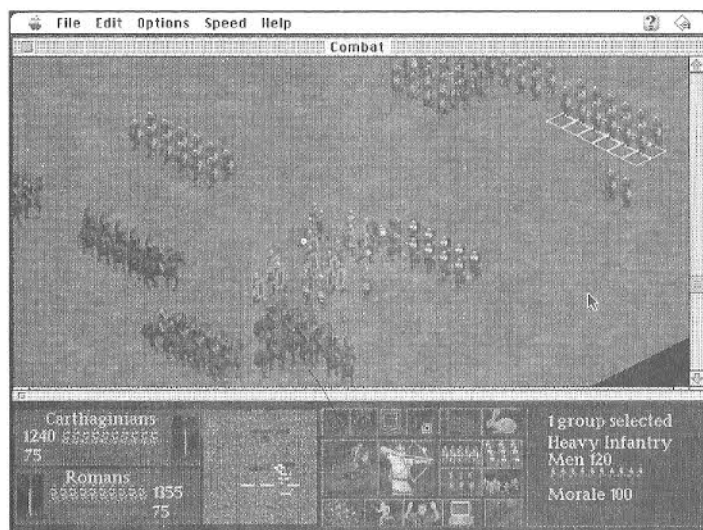 File Edit Options Speed Help
Combat
Carthaginians
1240
75
Romans
1355
75
1 group selected
Heavy Infantry
Men 120
Morale 100